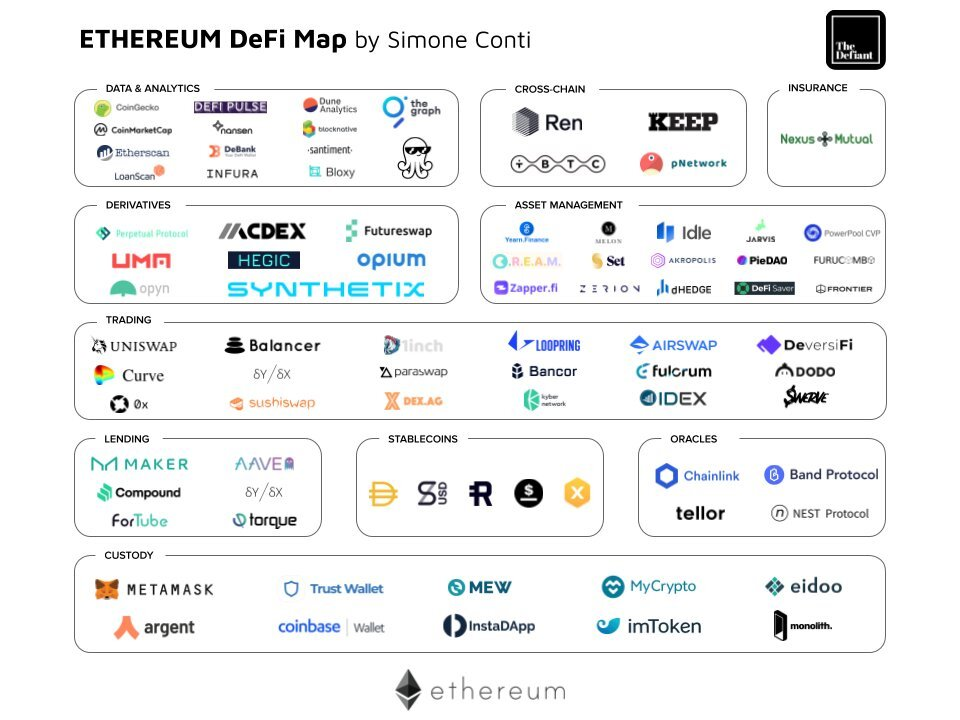 ETHEREUM DeFi Map by Simone Conti
The Defiant
DATA & ANALYTICS
CoinGecko
DEFI PULSE
Dune Analytics
the graph
CoinMarketCap
nansen
blocknative
Etherscan
DeBank
Your DeFi Wallet
·santiment·
LoanScan
INFURA
Bloxy
CROSS-CHAIN
Ren
KEEP
TBTC
pNetwork
INSURANCE
Nexus Mutual
DERIVATIVES
Perpetual Protocol
MCDEX
Futureswap
UMA
HEGIC
opium
opyn
SYNTHETIX
ASSET MANAGEMENT
Yearn.Finance
MELON
Idle
JARVIS
PowerPool CVP
C.R.E.A.M.
Set
AKROPOLIS
PieDAO
FURUCOMBO
Zapper.fi
ZERION
dHEDGE
DeFi Saver
FRONTIER
TRADING
UNISWAP
Balancer
1inch
LOOPRING
AIRSWAP
DeversiFi
Curve
δY/δX
paraswap
Bancor
fulcrum
DODO
0x
sushiswap
DEX.AG
kyber network
IDEX
SWERVE
LENDING
MAKER
AAVE
Compound
δY/δX
ForTube
torque
STABLECOINS
S USD
R
$
ORACLES
Chainlink
Band Protocol
tellor
NEST Protocol
CUSTODY
METAMASK
Trust Wallet
MEW
MyCrypto
eidoo
argent
coinbase | Wallet
InstaDApp
imToken
monolith.
ethereum